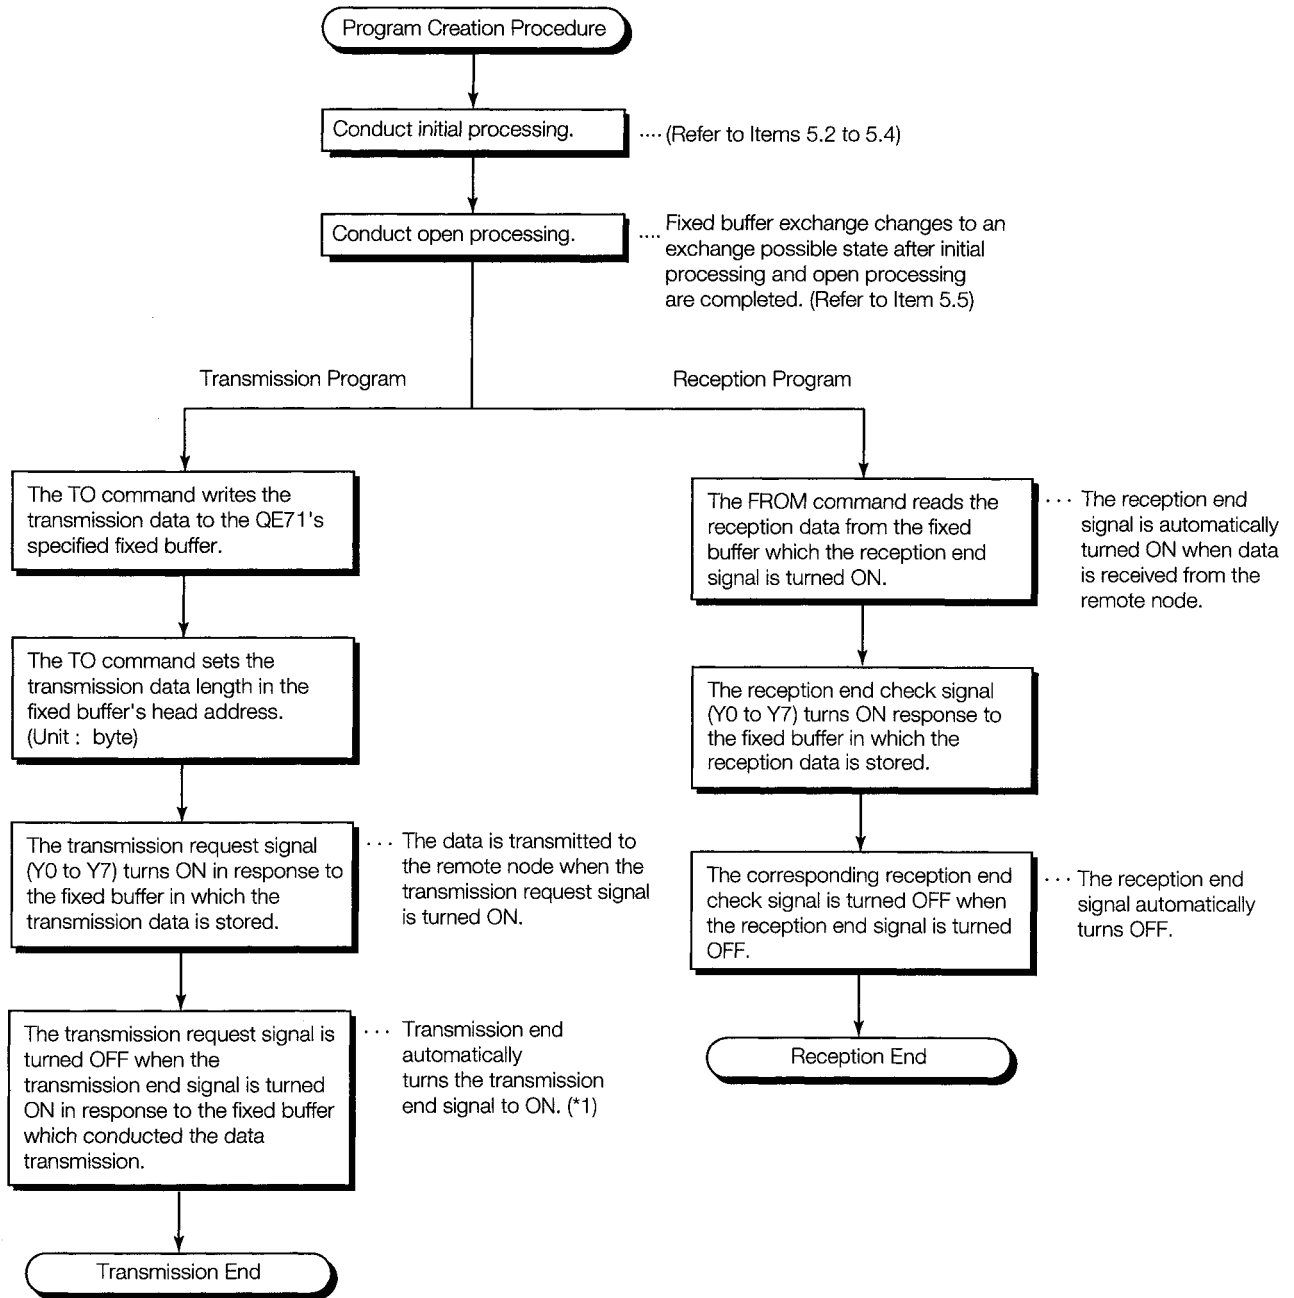 Program Creation Procedure
Conduct initial processing.
.... (Refer to Items 5.2 to 5.4)
Conduct open processing.
.... Fixed buffer exchange changes to an
exchange possible state after initial
processing and open processing
are completed. (Refer to Item 5.5)
Transmission Program
Reception Program
The TO command writes the
transmission data to the QE71's
specified fixed buffer.
The TO command sets the
transmission data length in the
fixed buffer's head address.
(Unit : byte)
The transmission request signal
(Y0 to Y7) turns ON in response to
the fixed buffer in which the
transmission data is stored.
... The data is transmitted to
the remote node when the
transmission request signal
is turned ON.
The transmission request signal is
turned OFF when the
transmission end signal is turned
ON in response to the fixed buffer
which conducted the data
transmission.
... Transmission end
automatically
turns the transmission
end signal to ON. (*1)
Transmission End
The FROM command reads the
reception data from the fixed
buffer which the reception end
signal is turned ON.
... The reception end
signal is automatically
turned ON when data
is received from the
remote node.
The reception end check signal
(Y0 to Y7) turns ON response to
the fixed buffer in which the
reception data is stored.
The corresponding reception end
check signal is turned OFF when
the reception end signal is turned
OFF.
... The reception end
signal automatically
turns OFF.
Reception End